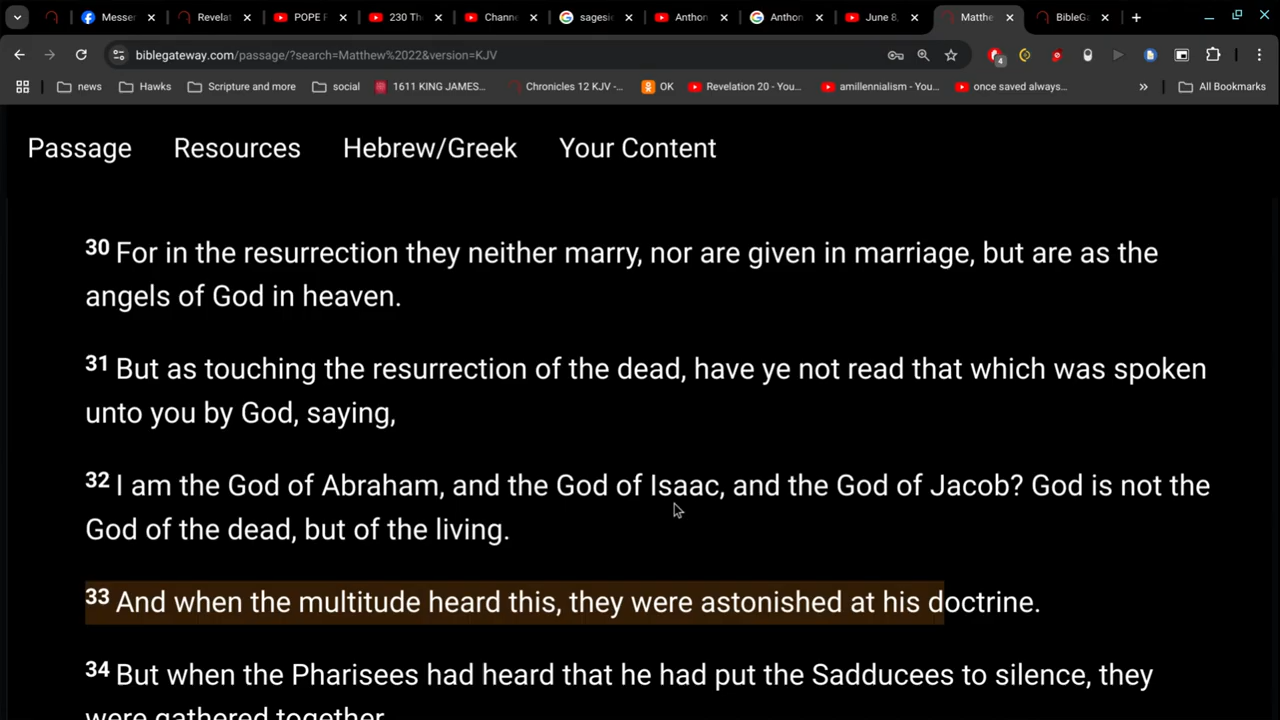 Messer
Revelat
POPE F
230 Th
Chann
sagesi
Anthon
Anthon
June 8,
Matthe
BibleGa
biblegateway.com/passage/?search=Matthew%2022&version=KJV
4
news
Hawks
Scripture and more
social
1611 KING JAMES...
Chronicles 12 KJV -...
OK
Revelation 20 - You...
amillennialism - You...
once saved always...
»
All Bookmarks
Passage Resources Hebrew/Greek Your Content
30 For in the resurrection they neither marry, nor are given in marriage, but are as the
angels of God in heaven.
31 But as touching the resurrection of the dead, have ye not read that which was spoken
unto you by God, saying,
32 I am the God of Abraham, and the God of Isaac, and the God of Jacob? God is not the
God of the dead, but of the living.
33 And when the multitude heard this, they were astonished at his doctrine.
34 But when the Pharisees had heard that he had put the Sadducees to silence, they
were gathered together